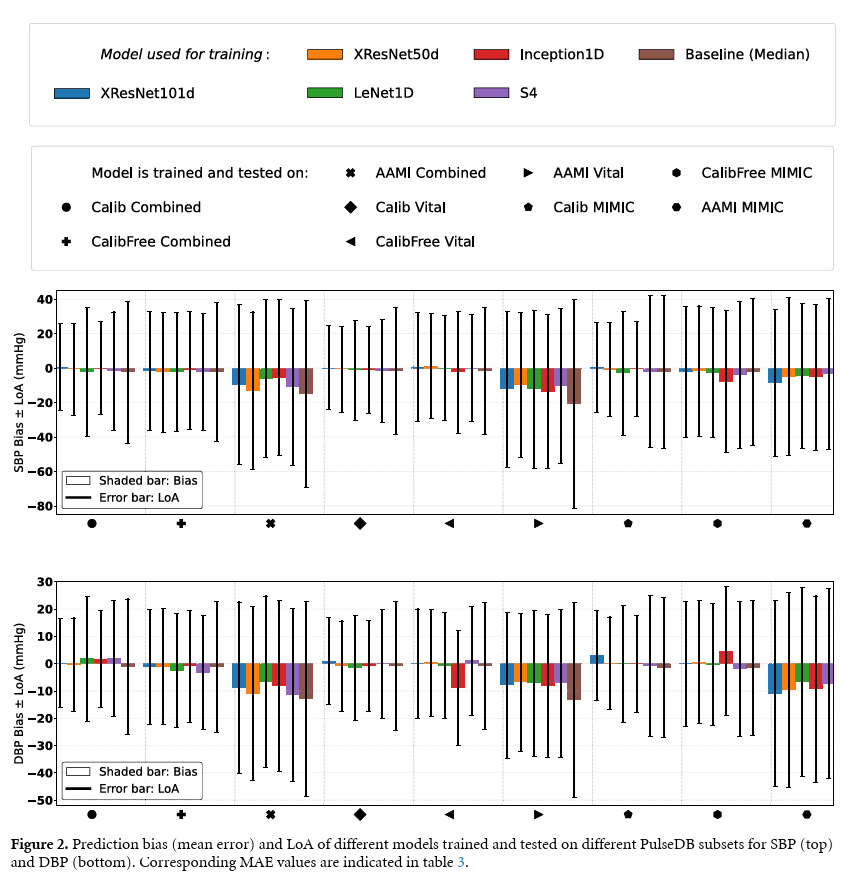 Model used for training :
XResNet50d
Inception1D
Baseline (Median)
XResNet101d
LeNet1D
S4
Model is trained and tested on:
AAMI Combined
AAMI Vital
CalibFree MIMIC
Calib Combined
Calib Vital
Calib MIMIC
AAMI MIMIC
CalibFree Combined
CalibFree Vital
SBP Bias ± LoA (mmHg)
40
20
0
−20
−40
−60
−80
Shaded bar: Bias
Error bar: LoA
DBP Bias ± LoA (mmHg)
30
20
10
0
−10
−20
−30
−40
−50
Shaded bar: Bias
Error bar: LoA
Figure 2. Prediction bias (mean error) and LoA of different models trained and tested on different PulseDB subsets for SBP (top)
and DBP (bottom). Corresponding MAE values are indicated in table 3.